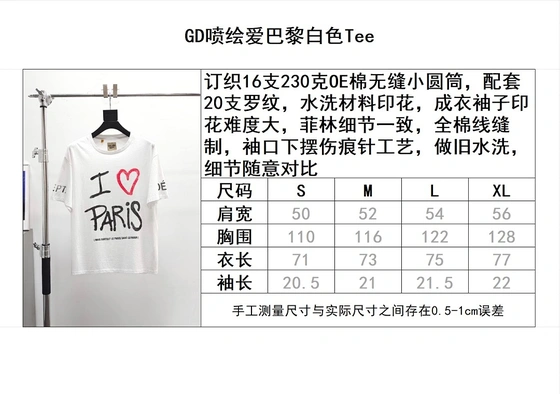 GD喷绘爱巴黎白色Tee
订织16支230克OE棉无缝小圆筒，配套
20支罗纹，水洗材料印花，成衣袖子印
花难度大，菲林细节一致，全棉线缝
制，袖口下摆伤痕针工艺，做旧水洗，
细节随意对比
I
PARIS
尺码 S M L XL
肩宽 50 52 54 56
胸围 110 116 122 128
衣长 71 73 75 77
袖长 20.5 21 21.5 22
手工测量尺寸与实际尺寸之间存在0.5-1cm误差